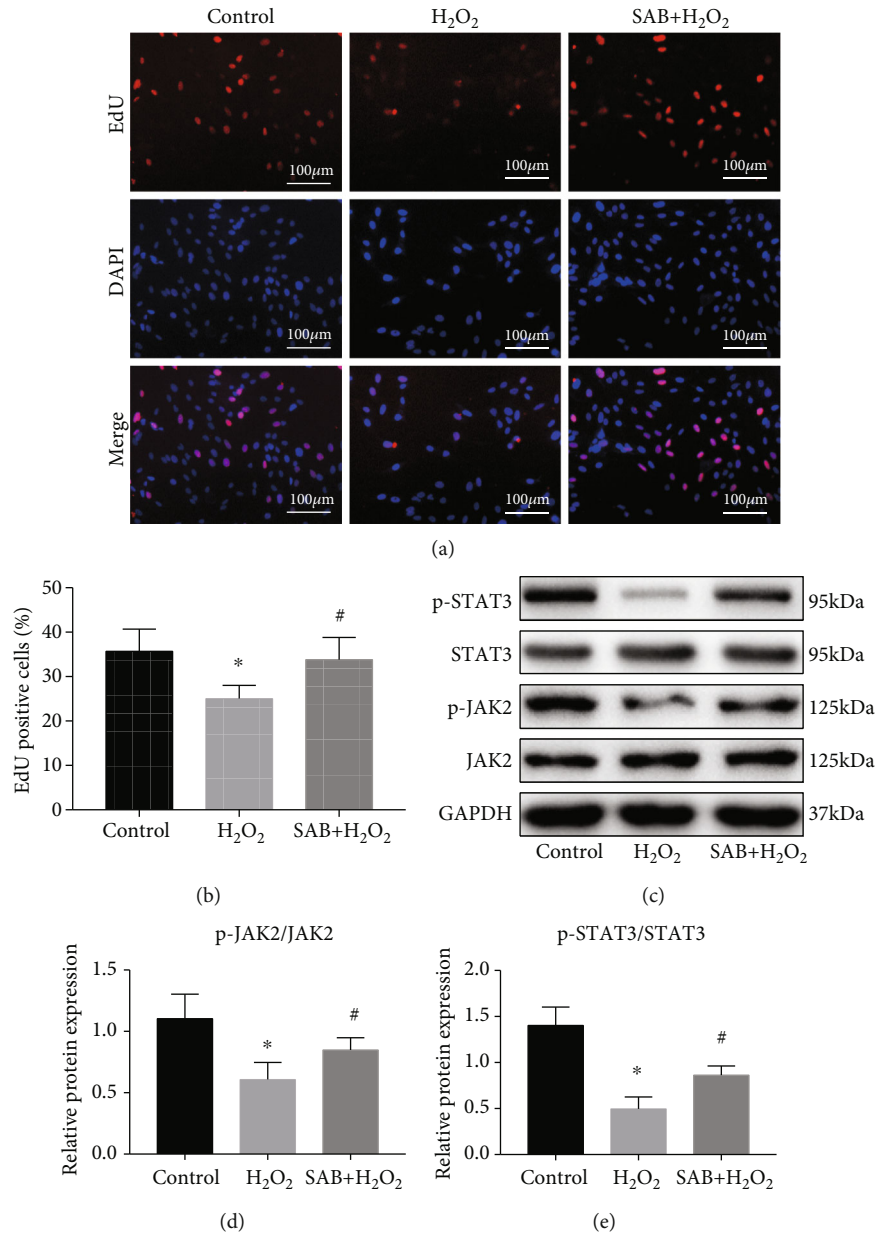 Control H₂O₂ SAB+H₂O₂
EdU
100μm 100μm 100μm
DAPI
100μm 100μm 100μm
Merge
100μm 100μm 100μm
(a)
EdU positive cells (%)
50
40
30
20
10
0
*
#
Control H₂O₂ SAB+H₂O₂
(b)
p-STAT3 95kDa
STAT3 95kDa
p-JAK2 125kDa
JAK2 125kDa
GAPDH 37kDa
Control H₂O₂ SAB+H₂O₂
(c)
p-JAK2/JAK2
Relative protein expression
1.5
1.0
0.5
0.0
*
#
Control H₂O₂ SAB+H₂O₂
(d)
p-STAT3/STAT3
Relative protein expression
2.0
1.5
1.0
0.5
0.0
*
#
Control H₂O₂ SAB+H₂O₂
(e)